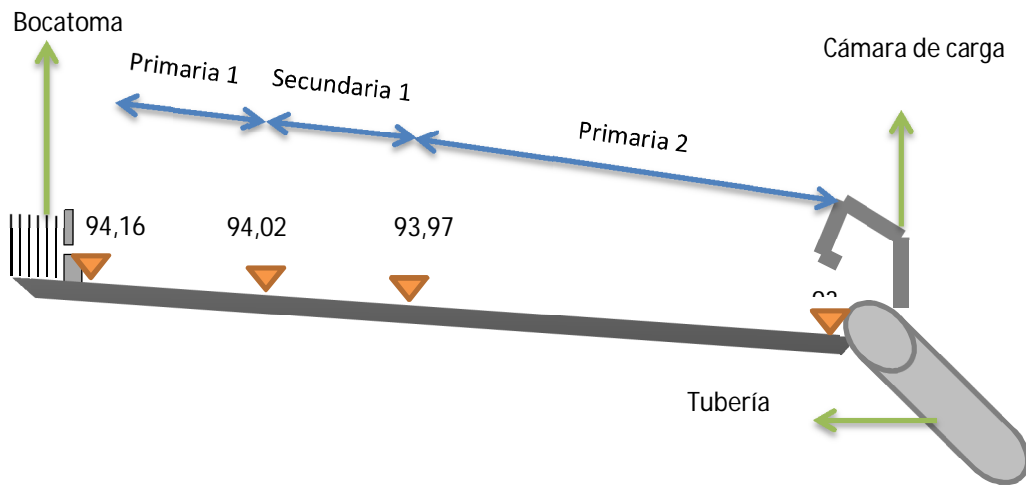 Bocatoma
Cámara de carga
Primaria 1
Secundaria 1
Primaria 2
94,16
94,02
93,97
Tubería